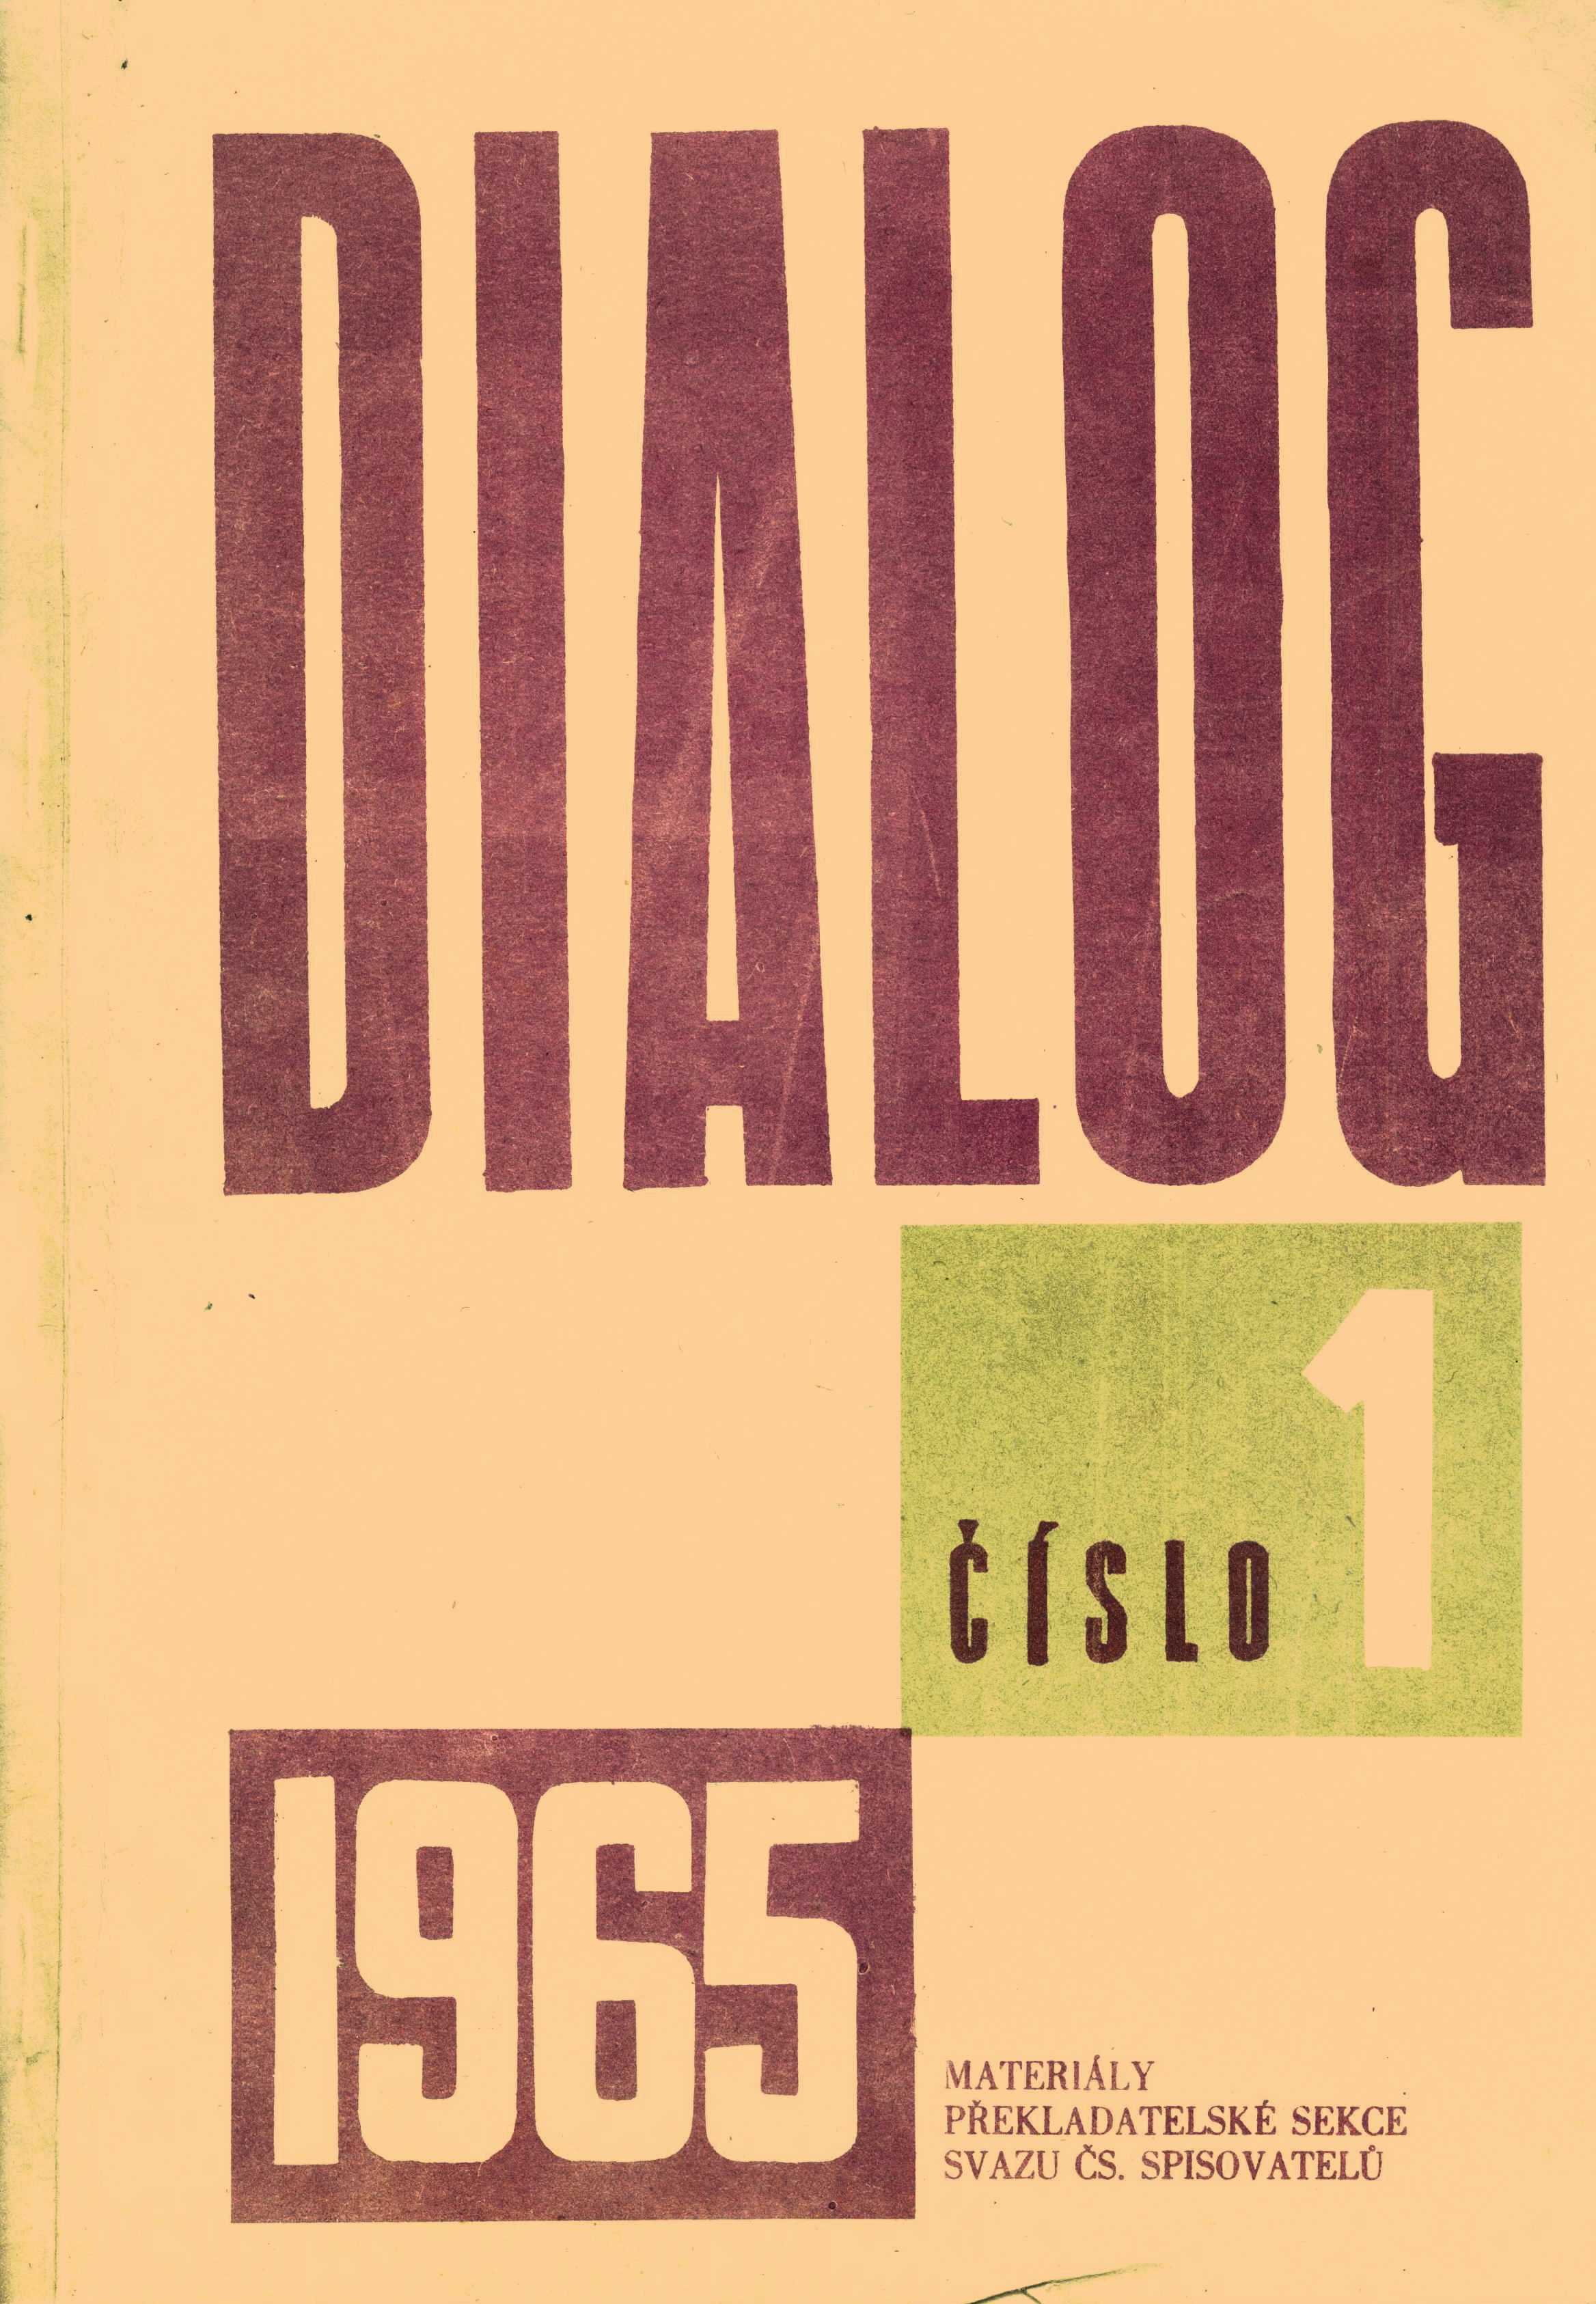 DIALOG
ČÍSLO 1
1965
MATERIÁLY
PŘEKLADATELSKÉ SEKCE
SVAZU ČS. SPISOVATELŮ